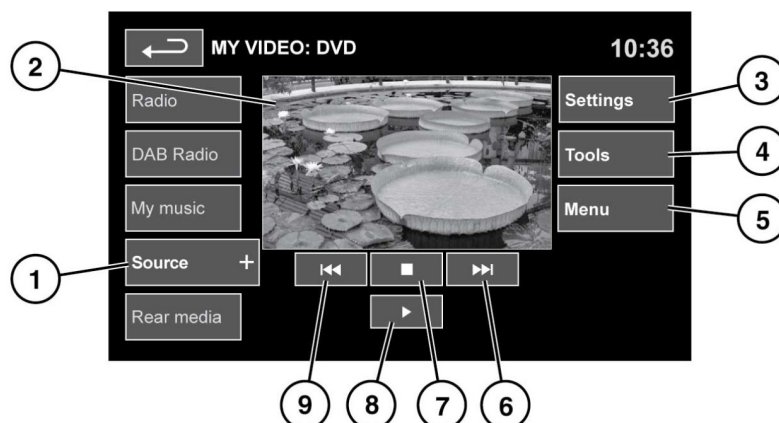 MY VIDEO: DVD
10:36
2
Radio
Settings
3
DAB Radio
Tools
4
My music
Menu
5
1
Source +
Rear media
9
8
7
6